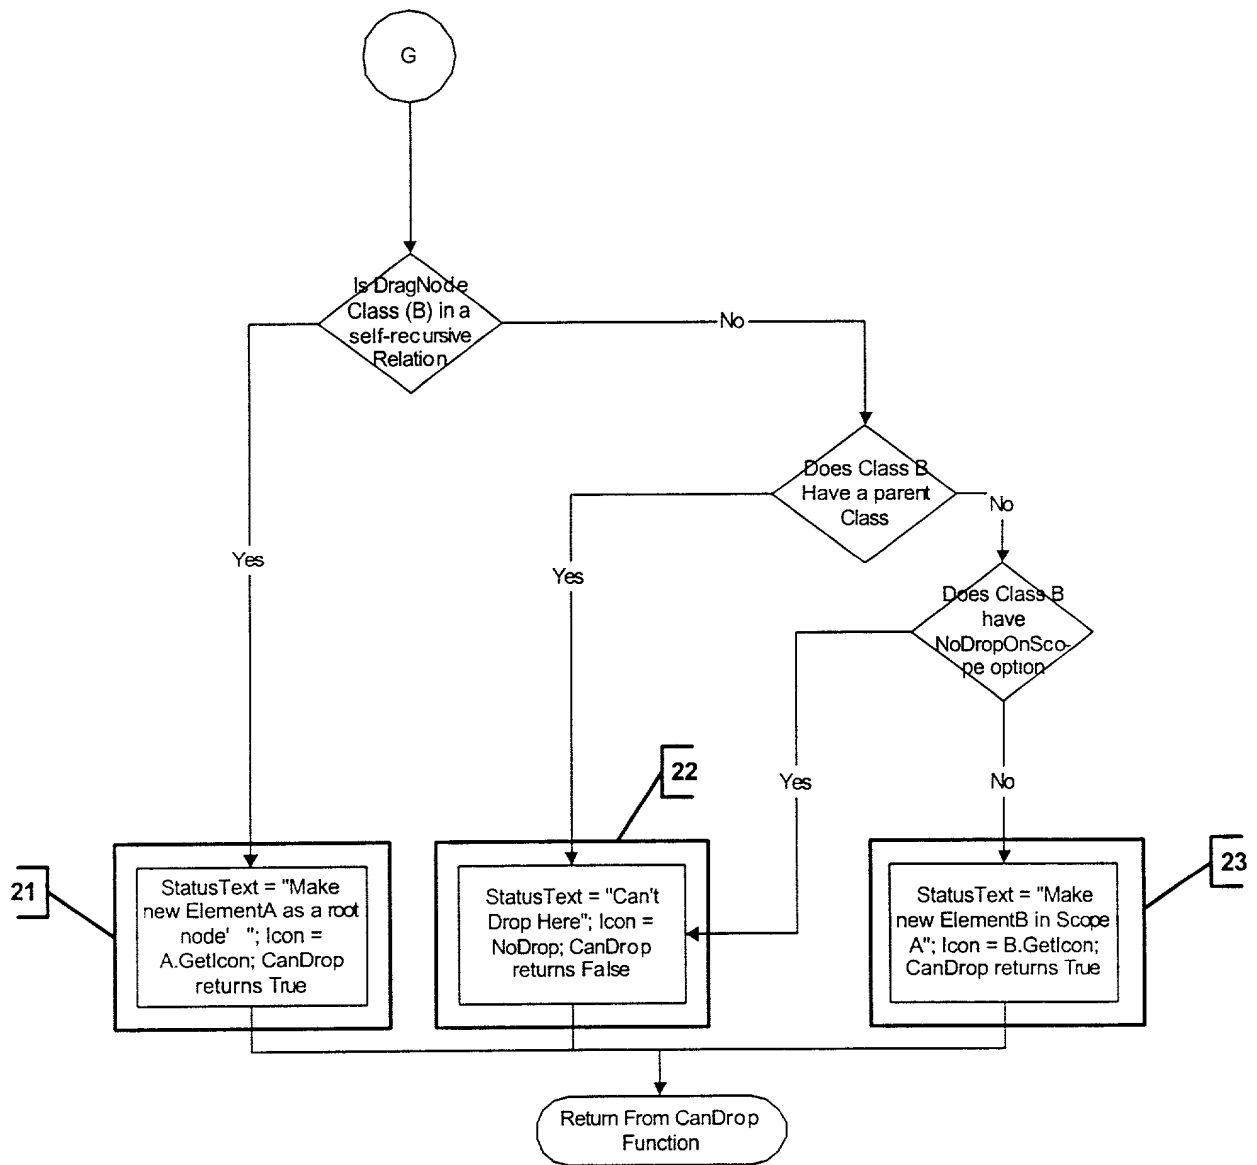 G
Is DragNode
Class (B) in a
self-recursive
Relation
No
Does Class B
Have a parent
Class
No
Yes
Yes
Does Class B
have
NoDropOnSco-
pe option
22
Yes
No
21
StatusText = "Make
new ElementA as a root
node' "; Icon =
A.GetIcon; CanDrop
returns True
StatusText = "Can't
Drop Here"; Icon =
NoDrop; CanDrop
returns False
StatusText = "Make
new ElementB in Scope
A"; Icon = B.GetIcon;
CanDrop returns True
23
Return From CanDrop
Function